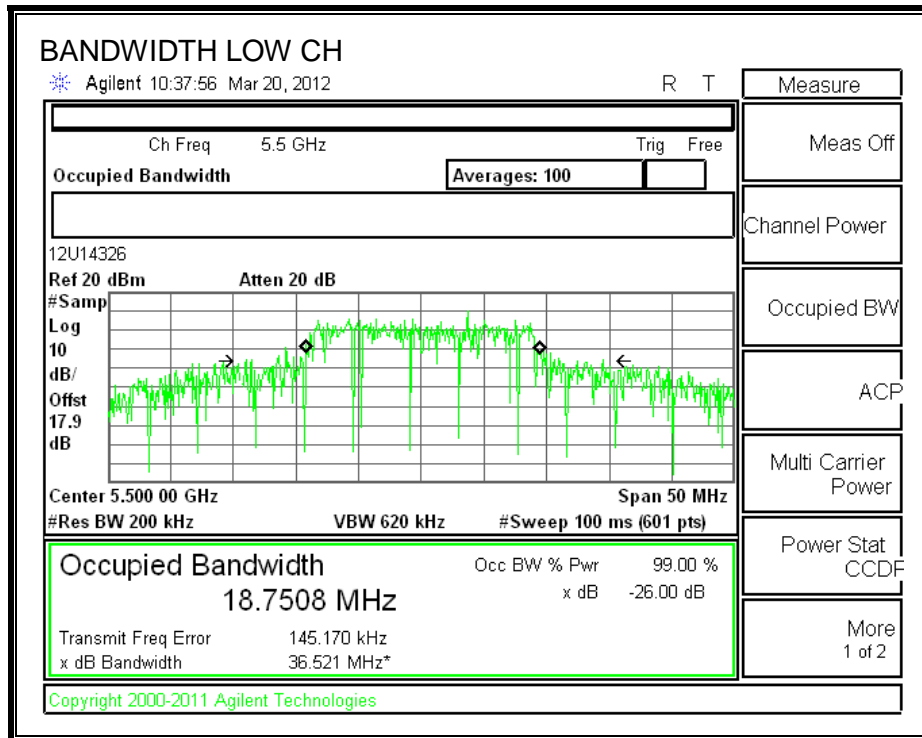 BANDWIDTH LOW CH
Agilent 10:37:56 Mar 20, 2012 R T
Measure
Ch Freq 5.5 GHz Trig Free
Occupied Bandwidth Averages: 100
12U14326
Ref 20 dBm Atten 20 dB
#Samp
Log
10
dB/
Offst
17.9
dB
Center 5.500 00 GHz Span 50 MHz
#Res BW 200 kHz VBW 620 kHz #Sweep 100 ms (601 pts)
Occupied Bandwidth Occ BW % Pwr 99.00 %
18.7508 MHz x dB -26.00 dB
Transmit Freq Error 145.170 kHz
x dB Bandwidth 36.521 MHz*
Copyright 2000-2011 Agilent Technologies
Meas Off
Channel Power
Occupied BW
ACP
Multi Carrier
Power
Power Stat
CCDF
More
1 of 2